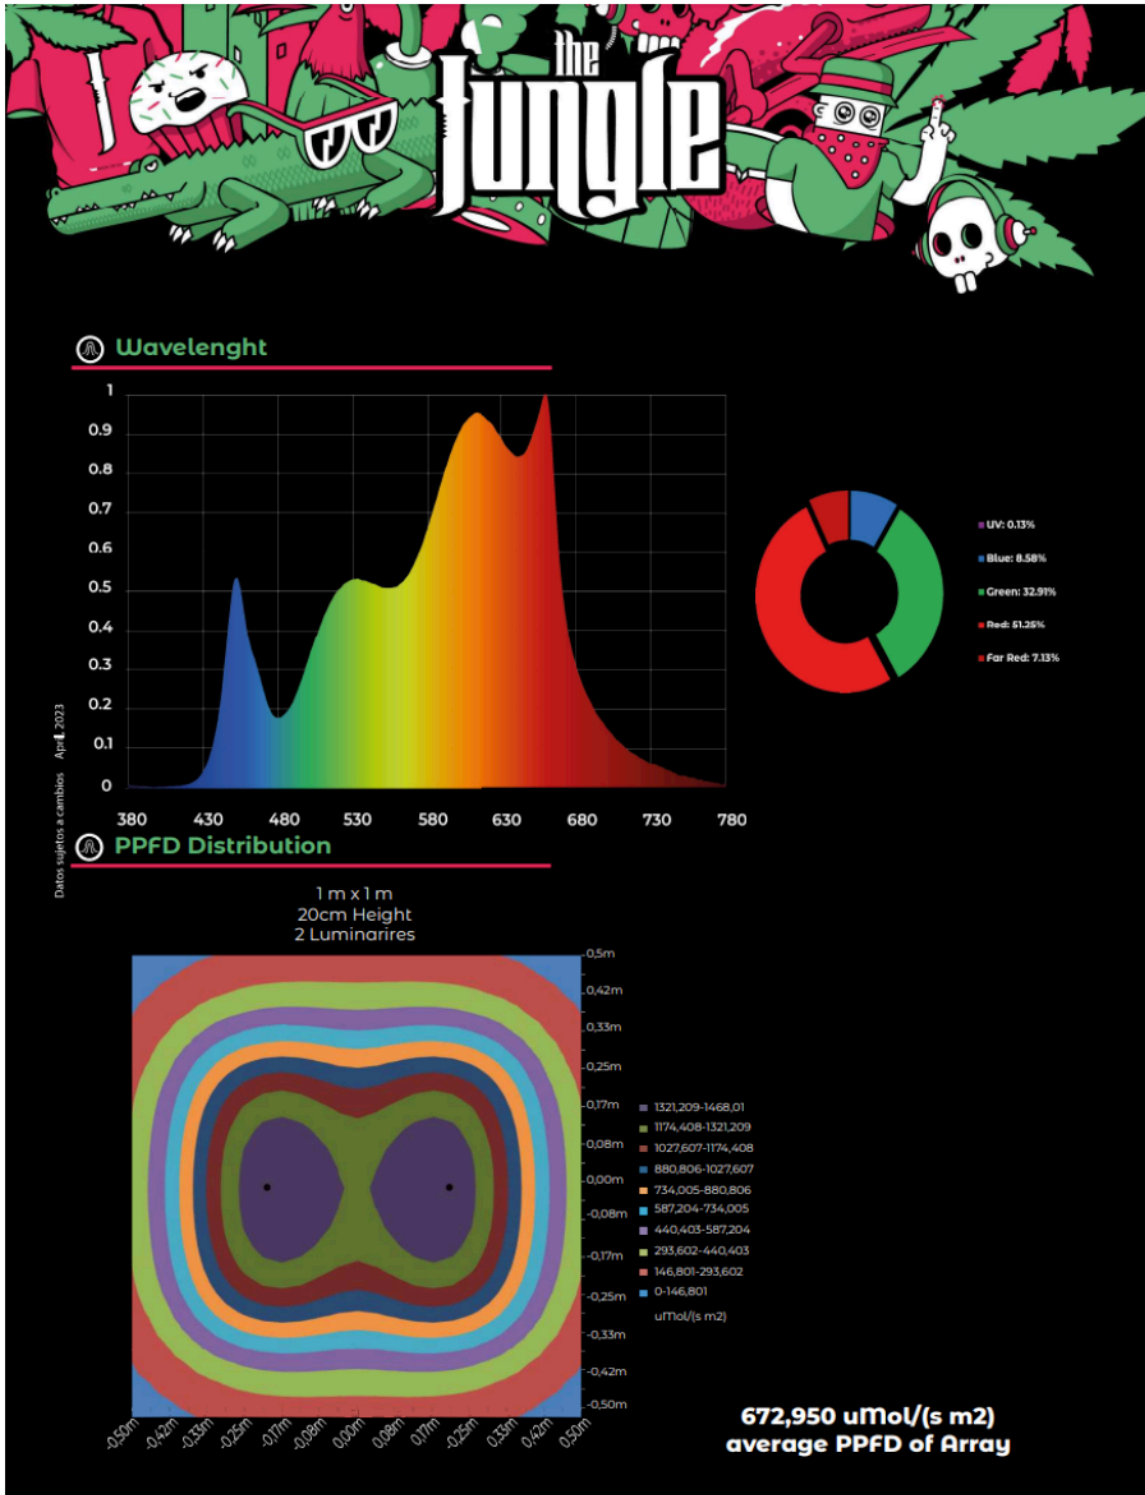 the
Jungle
Wavelenght
1
0.9
0.8
0.7
0.6
0.5
0.4
0.3
0.2
0.1
0
380 430 480 530 580 630 680 730 780
UV: 0.13%
Blue: 8.58%
Green: 32.91%
Red: 51.25%
Far Red: 7.13%
Datos sujetos a cambios April, 2023
PPFD Distribution
1 m x 1 m
20cm Height
2 Luminarires
0,5m
0,42m
0,33m
0,25m
0,17m
0,08m
0,00m
-0,08m
-0,17m
-0,25m
-0,33m
-0,42m
-0,50m
-0,50m -0,42m -0,33m -0,25m -0,17m -0,08m 0,00m 0,08m 0,17m -0,25m 0,33m 0,42m 0,50m
1321,209-1468,01
1174,408-1321,209
1027,607-1174,408
880,806-1027,607
734,005-880,806
587,204-734,005
440,403-587,204
293,602-440,403
146,801-293,602
0-146,801
uMol/(s m2)
672,950 uMol/(s m2)
average PPFD of Array